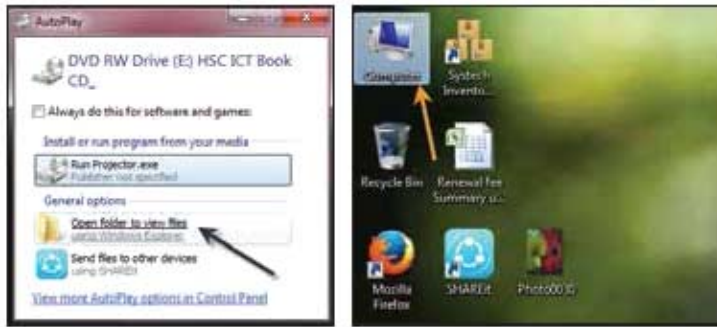 AutoPlay
DVD RW Drive (E:) HSC ICT Book
CD_
Always do this for software and games:
Install or run program from your media
Run Projector.exe
Publisher not specified
General options
Open folder to view files
using Windows Explorer
Send files to other devices
using SHAREit
View more AutoPlay options in Control Panel
Computer
Systech
Invento...
Recycle Bin
Renewal Fee
Summary u...
Mozilla
Firefox
SHAREit
Photo0030